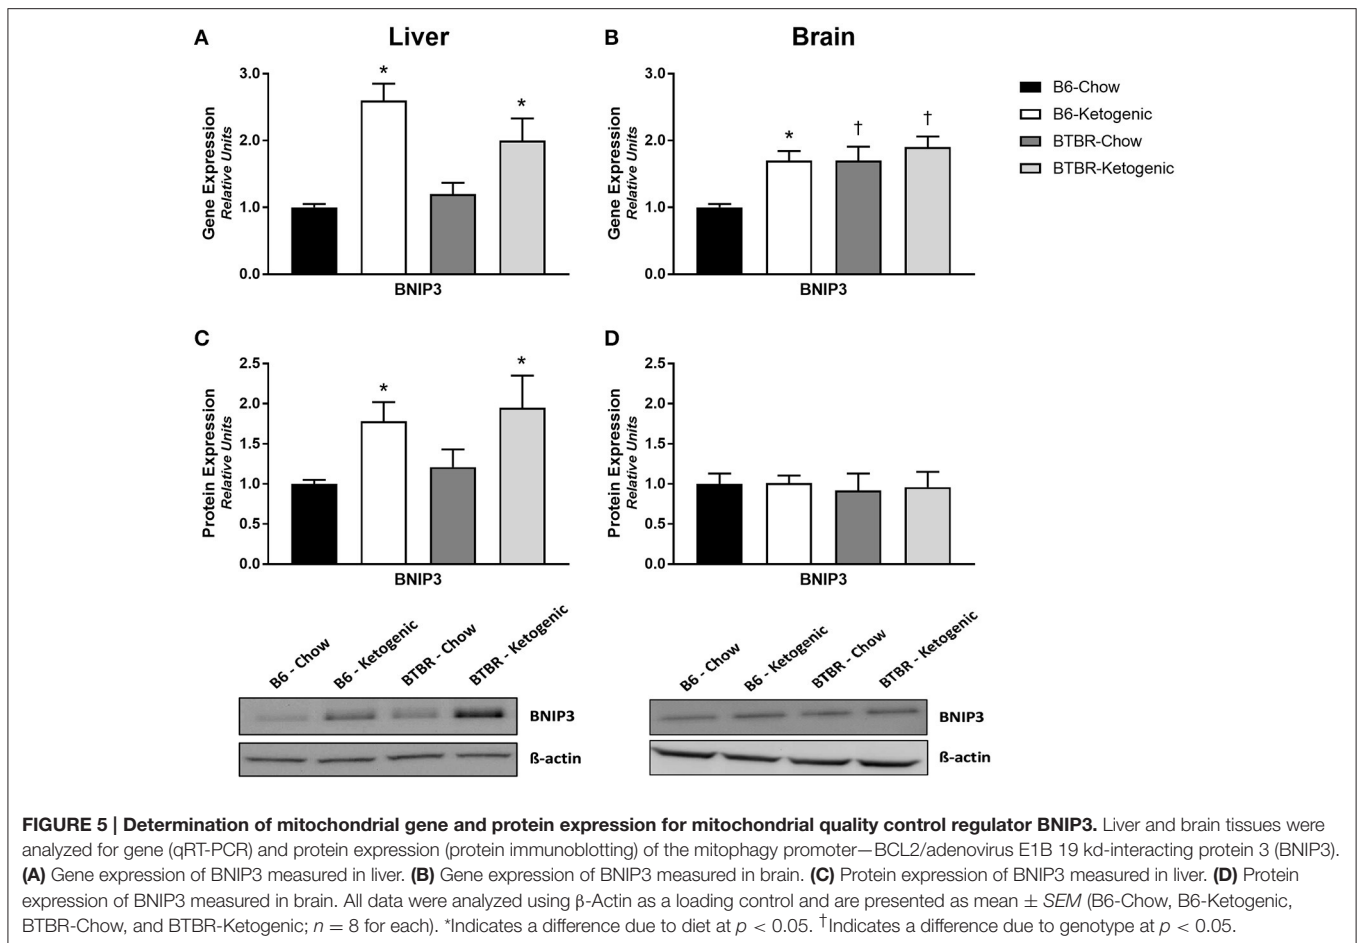 A
Liver
B
Brain
3.0
2.0
1.0
0.0
Gene Expression
Relative Units
*
*
BNIP3
3.0
2.0
1.0
0.0
Gene Expression
Relative Units
*
†
†
BNIP3
B6-Chow
B6-Ketogenic
BTBR-Chow
BTBR-Ketogenic
C
2.5
2.0
1.5
1.0
0.5
0.0
Protein Expression
Relative Units
*
*
BNIP3
D
2.5
2.0
1.5
1.0
0.5
0.0
Protein Expression
Relative Units
BNIP3
B6 - Chow
B6 - Ketogenic
BTBR - Chow
BTBR - Ketogenic
BNIP3
ß-actin
B6 - Chow
B6 - Ketogenic
BTBR - Chow
BTBR - Ketogenic
BNIP3
ß-actin
FIGURE 5 | Determination of mitochondrial gene and protein expression for mitochondrial quality control regulator BNIP3. Liver and brain tissues were
analyzed for gene (qRT-PCR) and protein expression (protein immunoblotting) of the mitophagy promoter—BCL2/adenovirus E1B 19 kd-interacting protein 3 (BNIP3).
(A) Gene expression of BNIP3 measured in liver. (B) Gene expression of BNIP3 measured in brain. (C) Protein expression of BNIP3 measured in liver. (D) Protein
expression of BNIP3 measured in brain. All data were analyzed using β-Actin as a loading control and are presented as mean ± SEM (B6-Chow, B6-Ketogenic,
BTBR-Chow, and BTBR-Ketogenic; n = 8 for each). *Indicates a difference due to diet at p < 0.05. †Indicates a difference due to genotype at p < 0.05.